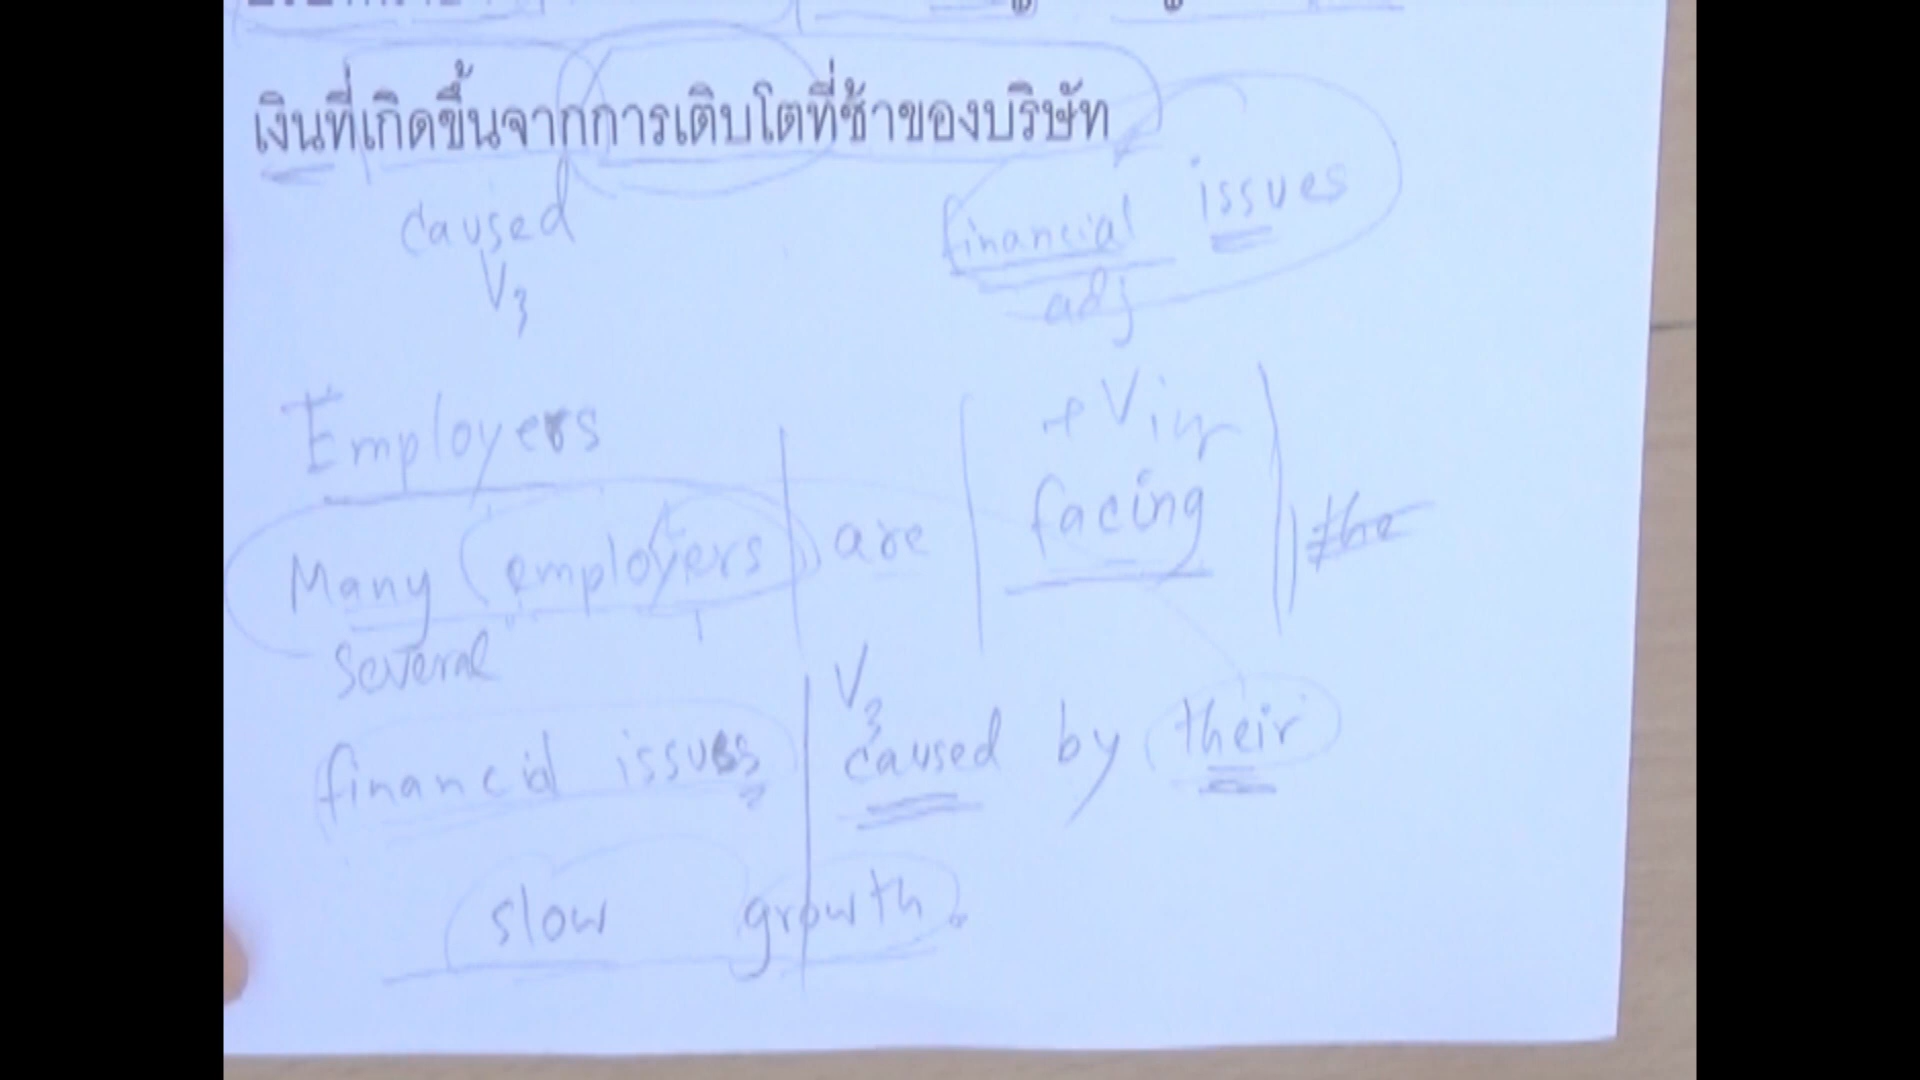 เงินที่เกิดขึ้นจากการเติบโตที่ช้าของบริษัท
caused
V3
financial issues
adj
Employers
+Ving
Many employers are facing the
several
V3
financial issues caused by their
slow growth.